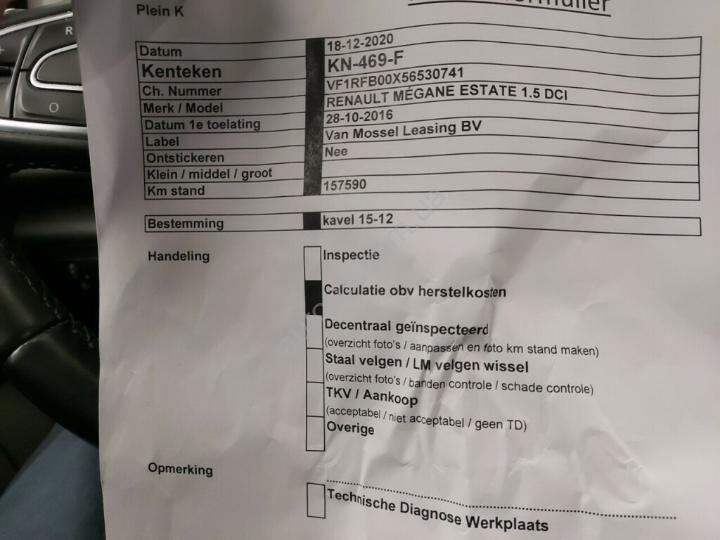 Plein K
Datum 18-12-2020
Kenteken KN-469-F
Ch. Nummer VF1RFB00X56530741
Merk / Model RENAULT MÉGANE ESTATE 1.5 DCI
Datum 1e toelating 28-10-2016
Label Van Mossel Leasing BV
Ontstickeren Nee
Klein / middel / groot
Km stand 157590
Bestemming kavel 15-12
Handeling Inspectie
Calculatie obv herstelkosten
Decentraal geïnspecteerd
(overzicht foto's / aanpassen en foto km stand maken)
Staal velgen / LM velgen wissel
(overzicht foto's / banden controle / schade controle)
TKV / Aankoop
(acceptabel / niet acceptabel / geen TD)
Overige
Opmerking
Technische Diagnose Werkplaats
R
O